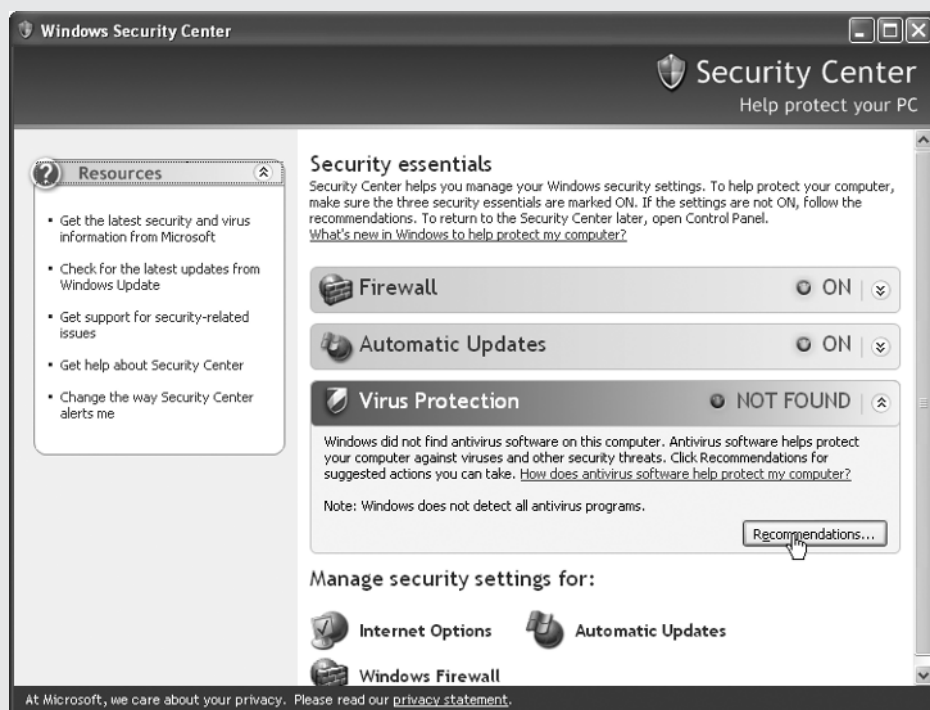 Windows Security Center
Security Center
Help protect your PC
Resources
Get the latest security and virus
information from Microsoft
Check for the latest updates from
Windows Update
Get support for security-related
issues
Get help about Security Center
Change the way Security Center
alerts me
Security essentials
Security Center helps you manage your Windows security settings. To help protect your computer,
make sure the three security essentials are marked ON. If the settings are not ON, follow the
recommendations. To return to the Security Center later, open Control Panel.
What's new in Windows to help protect my computer?
Firewall ON
Automatic Updates ON
Virus Protection NOT FOUND
Windows did not find antivirus software on this computer. Antivirus software helps protect
your computer against viruses and other security threats. Click Recommendations for
suggested actions you can take. How does antivirus software help protect my computer?
Note: Windows does not detect all antivirus programs.
Recommendations...
Manage security settings for:
Internet Options
Automatic Updates
Windows Firewall
At Microsoft, we care about your privacy. Please read our privacy statement.